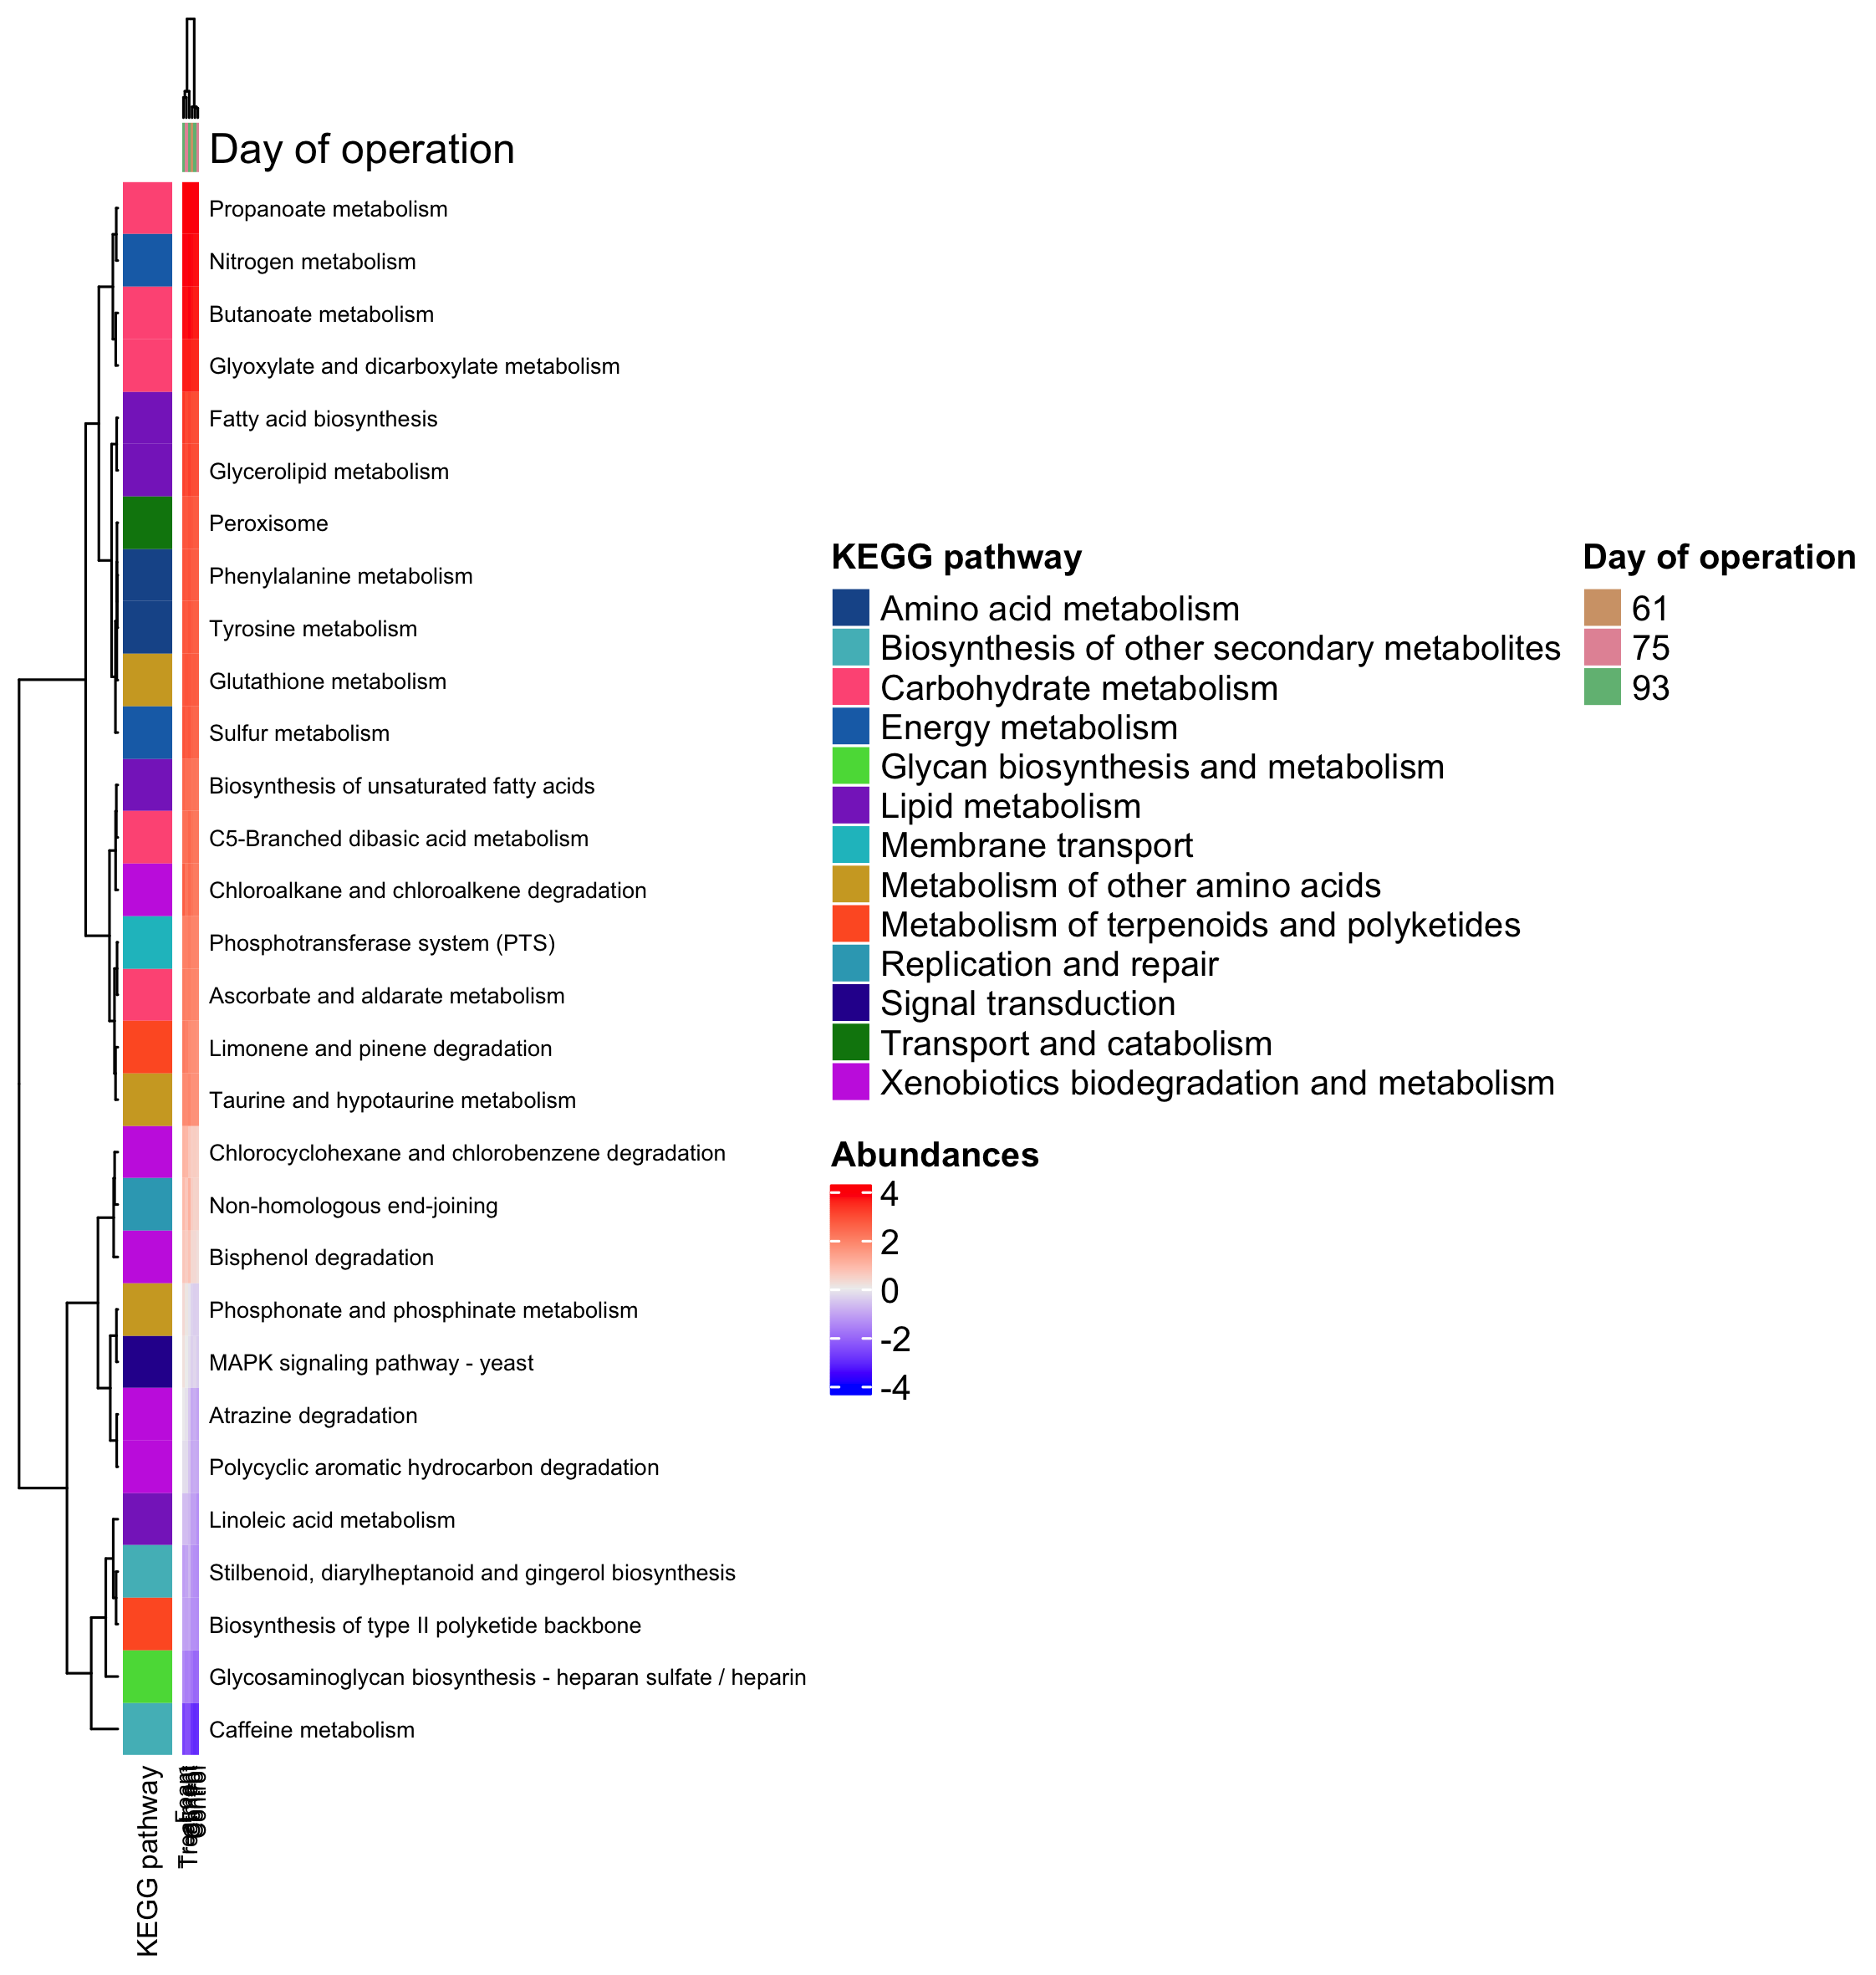 Day of operation
Propanoate metabolism
Nitrogen metabolism
Butanoate metabolism
Glyoxylate and dicarboxylate metabolism
Fatty acid biosynthesis
Glycerolipid metabolism
Peroxisome
Phenylalanine metabolism
Tyrosine metabolism
Glutathione metabolism
Sulfur metabolism
Biosynthesis of unsaturated fatty acids
C5-Branched dibasic acid metabolism
Chloroalkane and chloroalkene degradation
Phosphotransferase system (PTS)
Ascorbate and aldarate metabolism
Limonene and pinene degradation
Taurine and hypotaurine metabolism
Chlorocyclohexane and chlorobenzene degradation
Non-homologous end-joining
Bisphenol degradation
Phosphonate and phosphinate metabolism
MAPK signaling pathway - yeast
Atrazine degradation
Polycyclic aromatic hydrocarbon degradation
Linoleic acid metabolism
Stilbenoid, diarylheptanoid and gingerol biosynthesis
Biosynthesis of type II polyketide backbone
Glycosaminoglycan biosynthesis - heparan sulfate / heparin
Caffeine metabolism
KEGG pathway
KEGG pathway
Amino acid metabolism
Biosynthesis of other secondary metabolites
Carbohydrate metabolism
Energy metabolism
Glycan biosynthesis and metabolism
Lipid metabolism
Membrane transport
Metabolism of other amino acids
Metabolism of terpenoids and polyketides
Replication and repair
Signal transduction
Transport and catabolism
Xenobiotics biodegradation and metabolism
Abundances
4
2
0
-2
-4
Day of operation
61
75
93